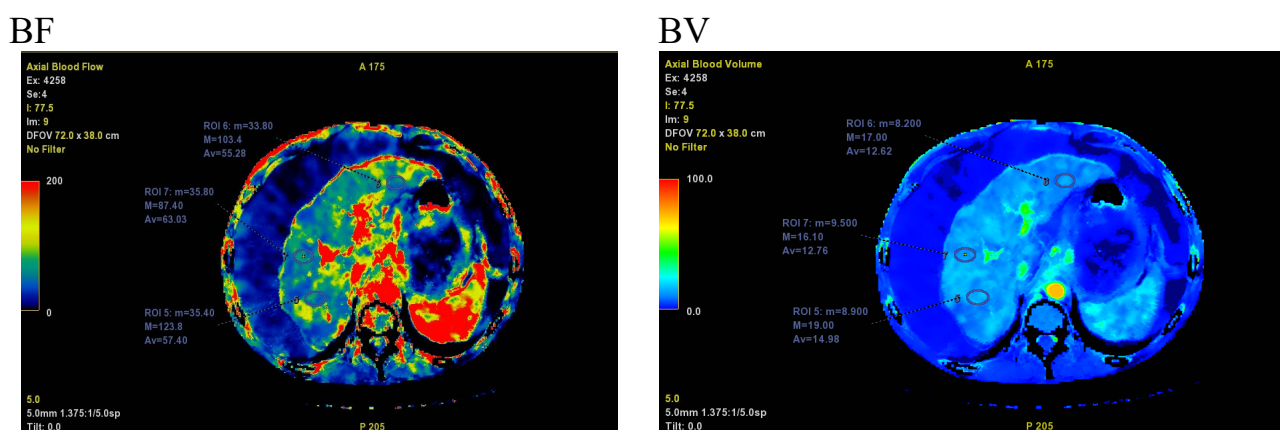 BF
Axial Blood Flow
Ex: 4258
Se:4
I: 77.5
Im: 9
DFOV 72.0 x 38.0 cm
No Filter
A 175
ROI 6: m=33.80
M=103.4
Av=55.28
200
ROI 7: m=35.80
M=87.40
Av=63.03
0
ROI 5: m=35.40
M=123.8
Av=57.40
5.0
5.0mm 1.375:1/5.0sp
Tilt: 0.0
P 205
BV
Axial Blood Volume
Ex: 4258
Se:4
I: 77.5
Im: 9
DFOV 72.0 x 38.0 cm
No Filter
A 175
ROI 6: m=8.200
M=17.00
Av=12.62
100.0
ROI 7: m=9.500
M=16.10
Av=12.76
0.0
ROI 5: m=8.900
M=19.00
Av=14.98
5.0
5.0mm 1.375:1/5.0sp
Tilt: 0.0
P 205